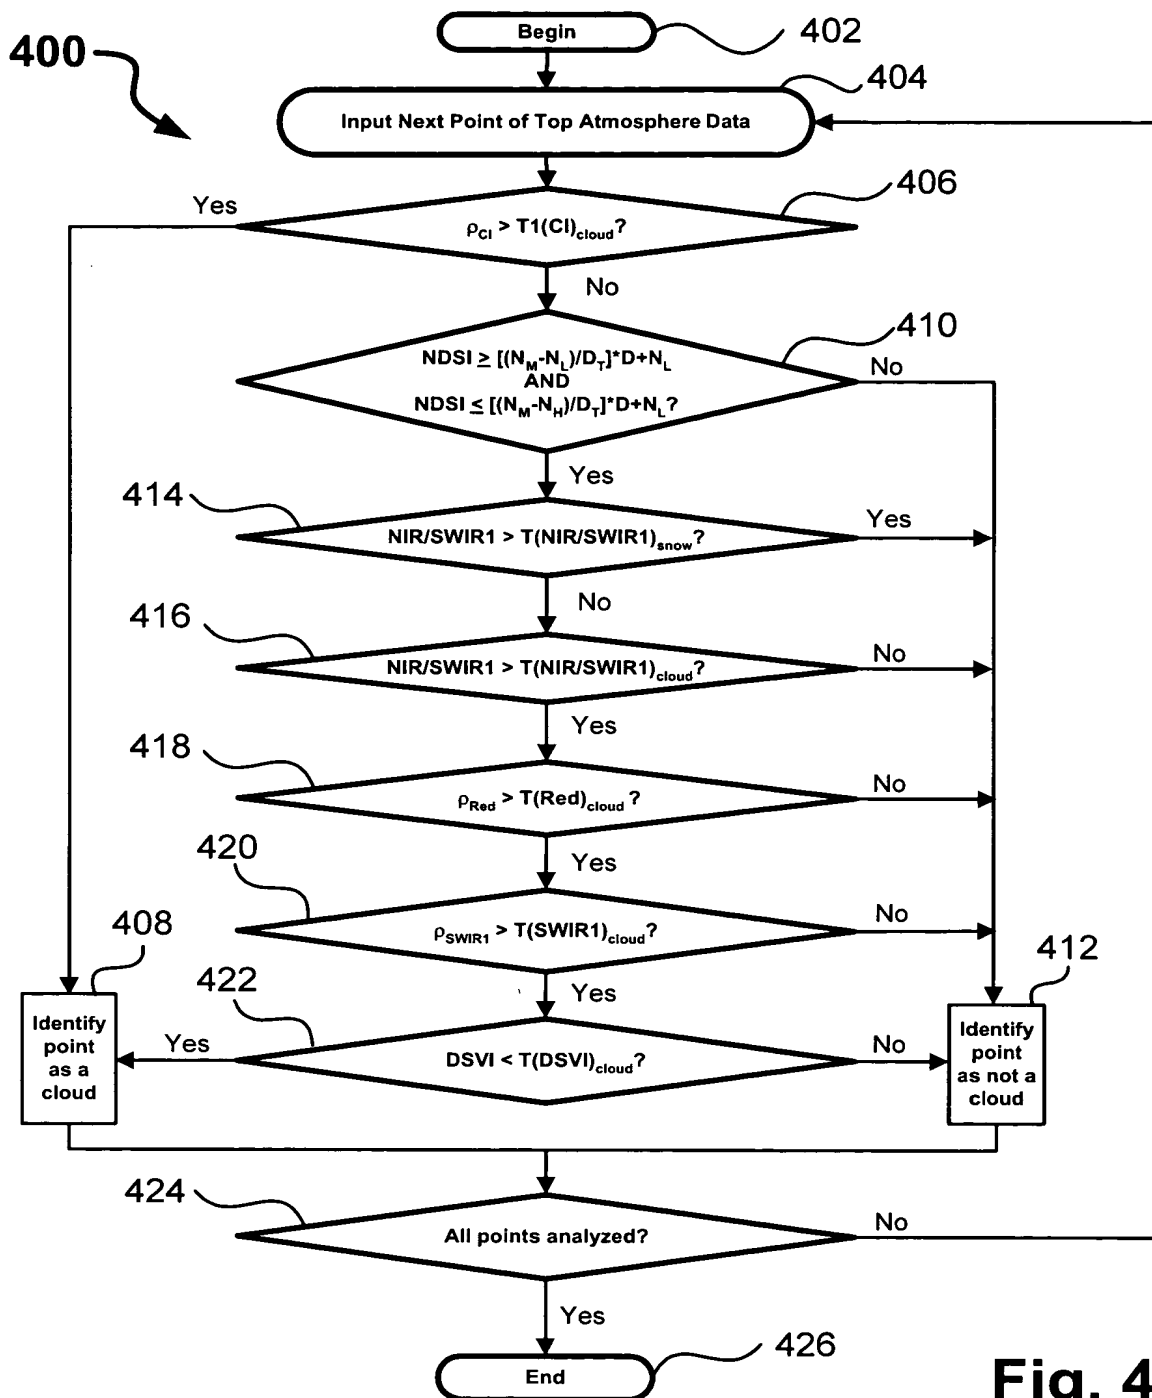 Begin
402
400
404
Input Next Point of Top Atmosphere Data
406
Yes
ρCI > T1(CI)cloud?
No
410
NDSI ≥ [(NM-NL)/DT]*D+NL
AND
NDSI ≤ [(NM-NH)/DT]*D+NL?
No
Yes
414
NIR/SWIR1 > T(NIR/SWIR1)snow?
Yes
No
416
NIR/SWIR1 > T(NIR/SWIR1)cloud?
No
Yes
418
ρRed > T(Red)cloud ?
No
Yes
420
ρSWIR1 > T(SWIR1)cloud?
No
Yes
408
Identify
point
as a
cloud
422
Yes
DSVI < T(DSVI)cloud?
No
412
Identify
point
as not a
cloud
424
All points analyzed?
No
Yes
End
426
Fig. 4